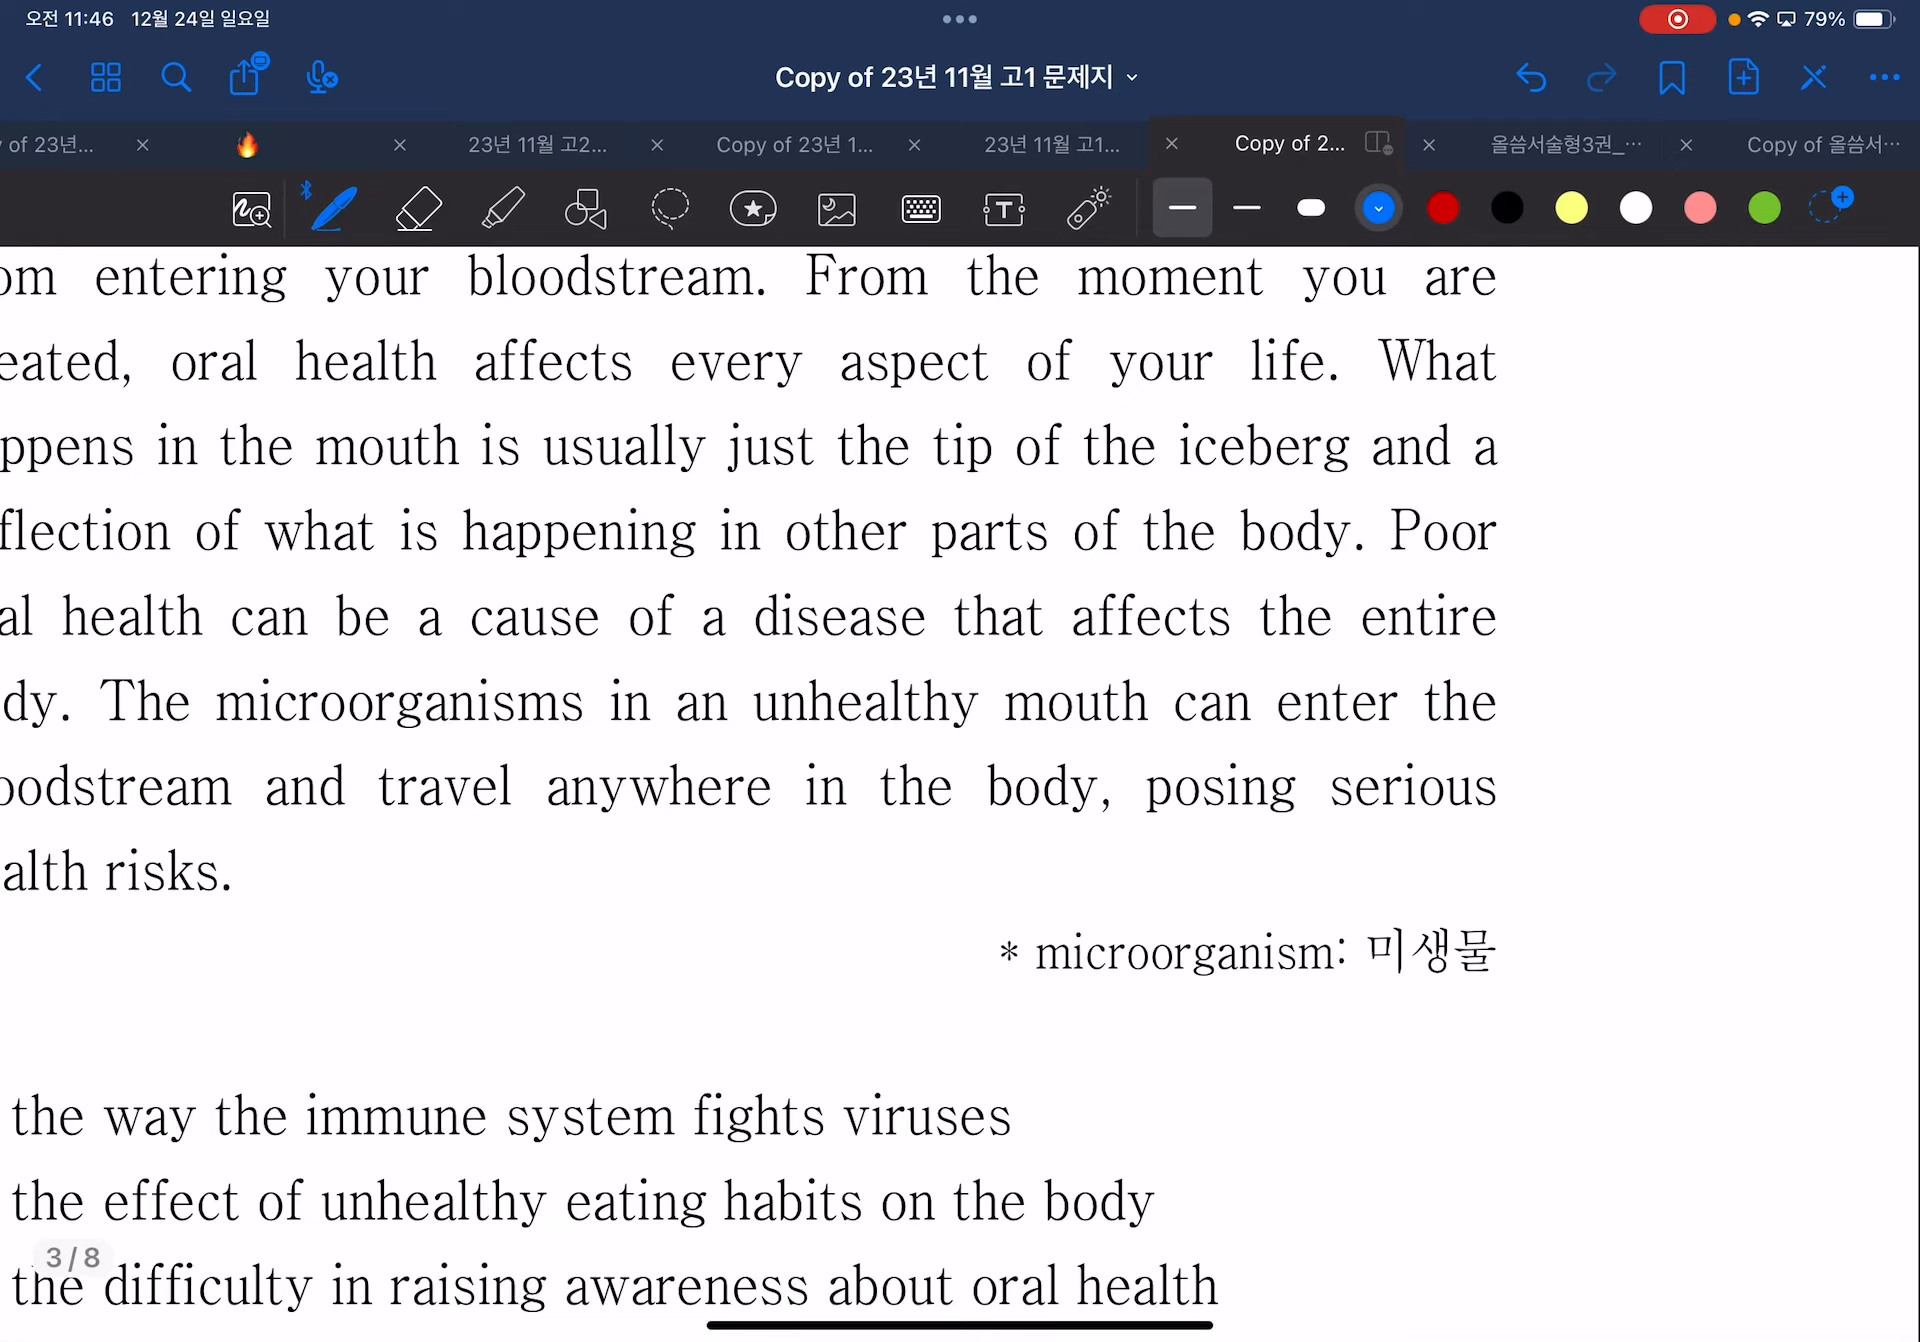 오전 11:46 12월 24일 일요일
79%
Copy of 23년 11월 고1 문제지
of 23년... 23년 11월 고2... Copy of 23년 1... 23년 11월 고1... Copy of 2... 올씀서술형3권_... Copy of 올씀서...
om entering your bloodstream. From the moment you are
eated, oral health affects every aspect of your life. What
ppens in the mouth is usually just the tip of the iceberg and a
flection of what is happening in other parts of the body. Poor
al health can be a cause of a disease that affects the entire
dy. The microorganisms in an unhealthy mouth can enter the
oodstream and travel anywhere in the body, posing serious
alth risks.
* microorganism: 미생물
the way the immune system fights viruses
the effect of unhealthy eating habits on the body
3/8
the difficulty in raising awareness about oral health